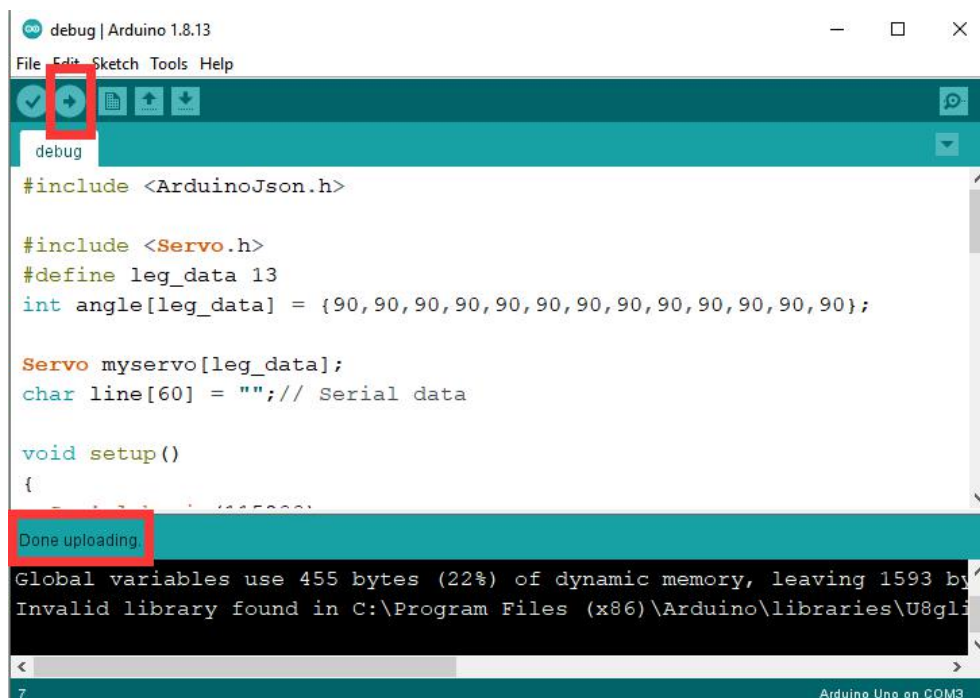 debug | Arduino 1.8.13
File Edit Sketch Tools Help
debug
#include <ArduinoJson.h>
#include <Servo.h>
#define leg_data 13
int angle[leg_data] = {90,90,90,90,90,90,90,90,90,90,90,90,90};
Servo myservo[leg_data];
char line[60] = "";// Serial data
void setup()
{
Done uploading.
Global variables use 455 bytes (22%) of dynamic memory, leaving 1593 by
Invalid library found in C:\Program Files (x86)\Arduino\libraries\U8gli
7
Arduino Uno on COM3